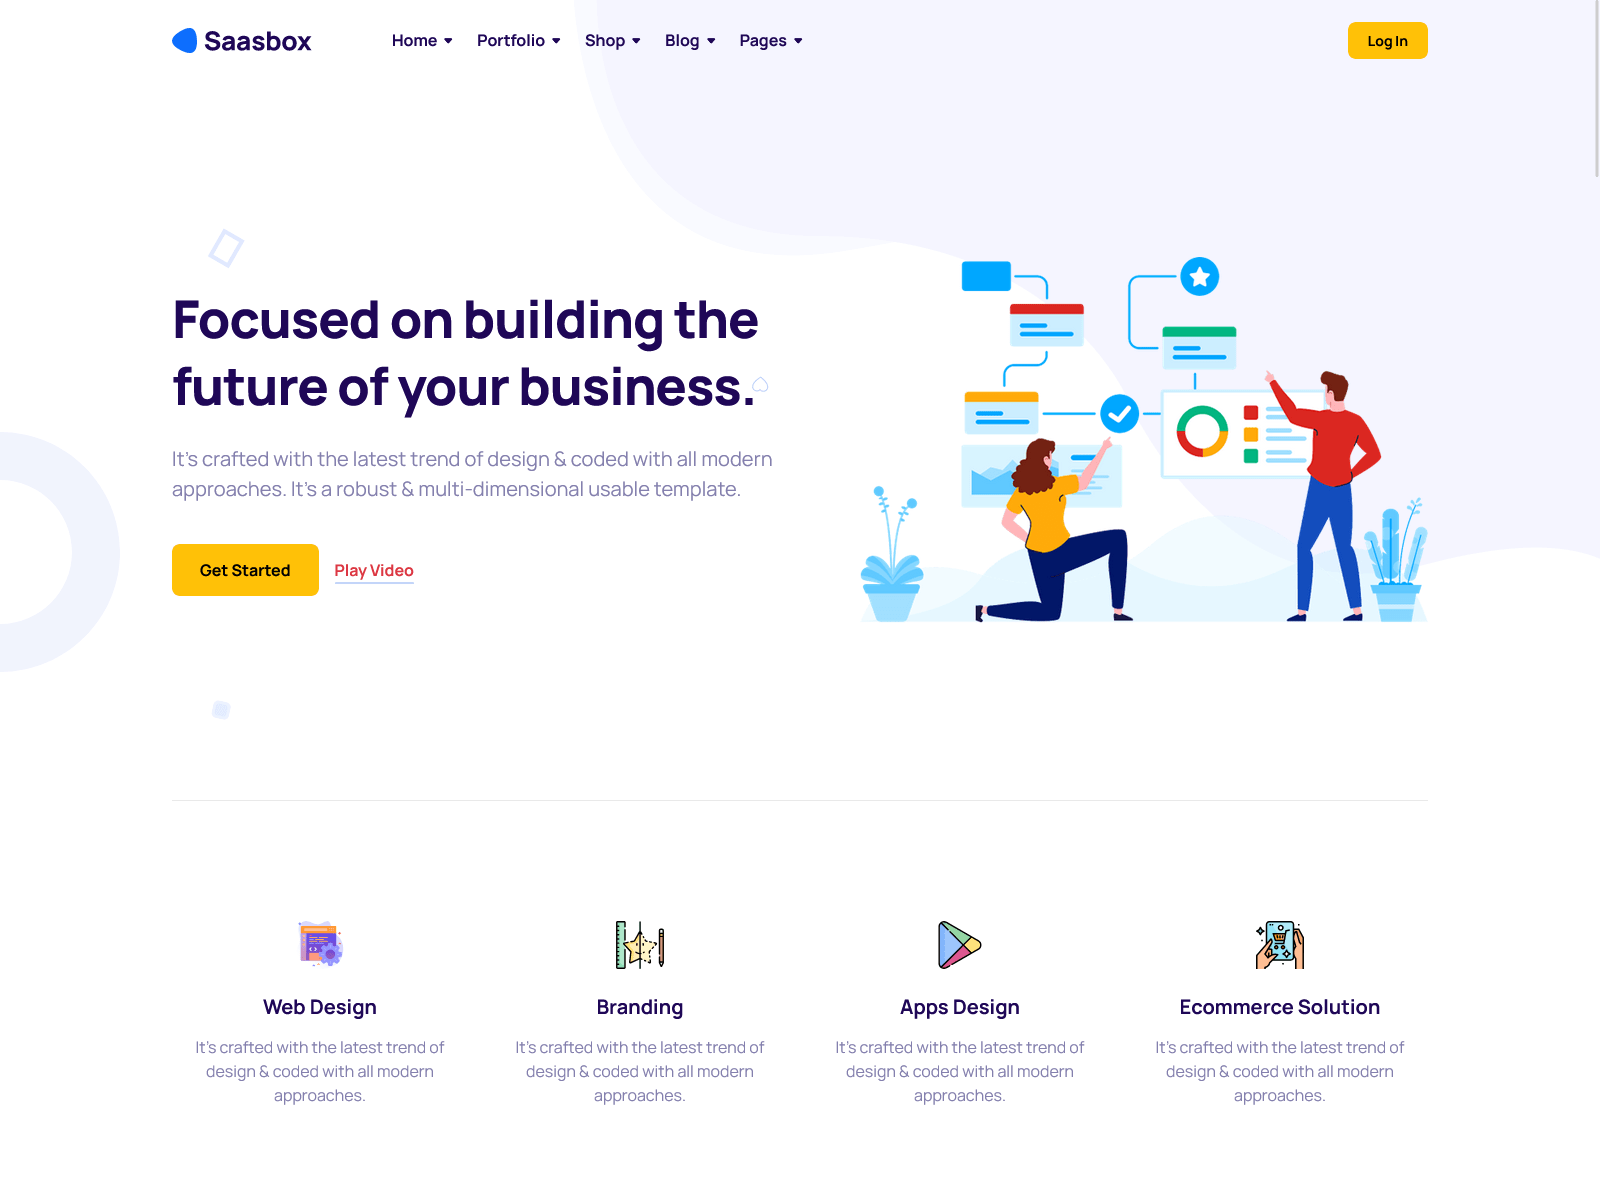 Saasbox
Home Portfolio Shop Blog Pages
Log In
Focused on building the
future of your business.
It's crafted with the latest trend of design & coded with all modern
approaches. It's a robust & multi-dimensional usable template.
Get Started Play Video
Web Design
It's crafted with the latest trend of
design & coded with all modern
approaches.
Branding
It's crafted with the latest trend of
design & coded with all modern
approaches.
Apps Design
It's crafted with the latest trend of
design & coded with all modern
approaches.
Ecommerce Solution
It's crafted with the latest trend of
design & coded with all modern
approaches.